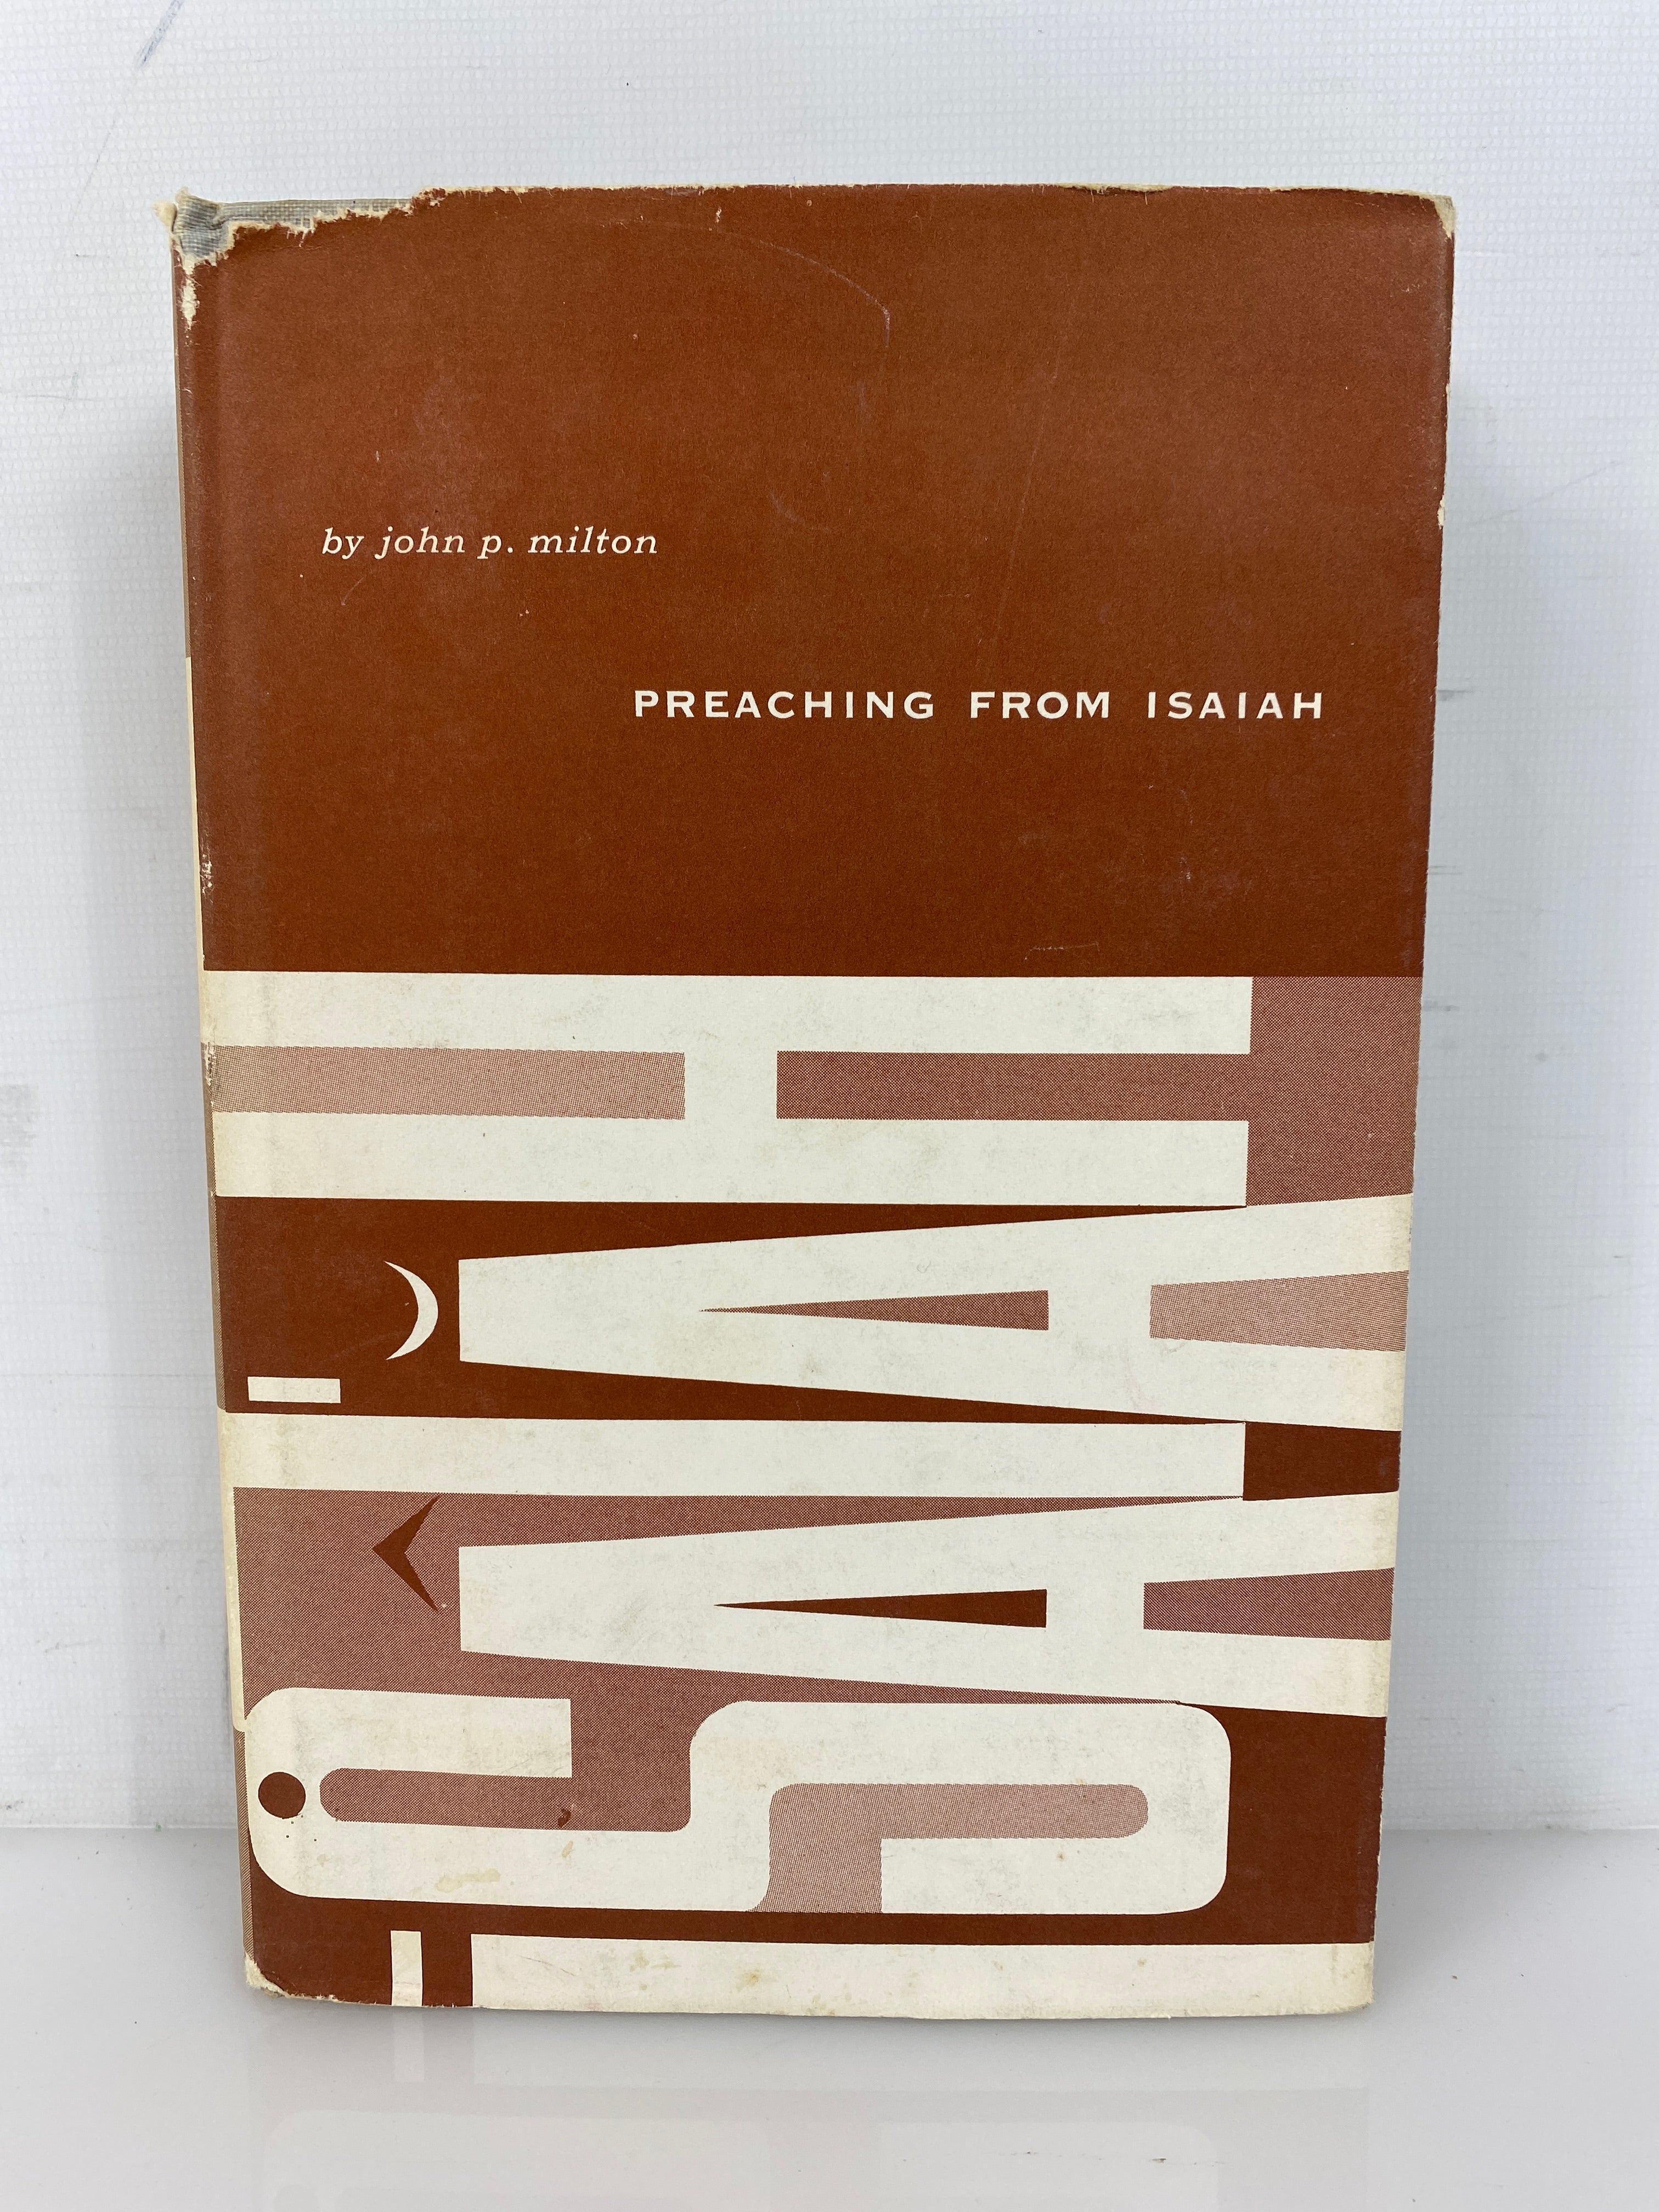 by john p. milton
PREACHING FROM ISAIAH
ISAIAH